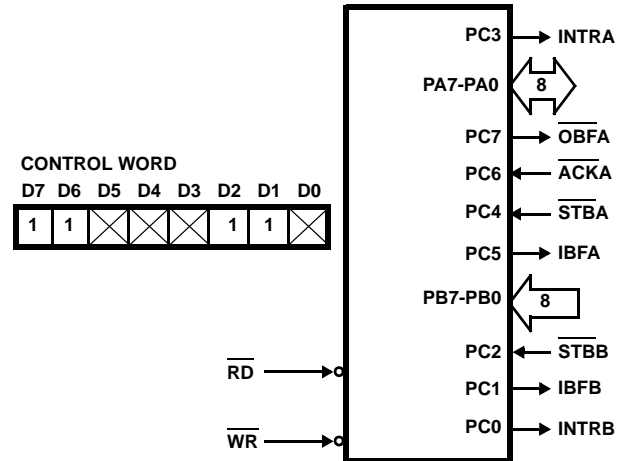 PC3 INTRA
PA7-PA0 8
PC7 OBFA
CONTROL WORD
PC6 ACKA
D7 D6 D5 D4 D3 D2 D1 D0
1 1 1 1
PC4 STBA
PC5 IBFA
PB7-PB0 8
PC2 STBB
RD
PC1 IBFB
PC0 INTRB
WR